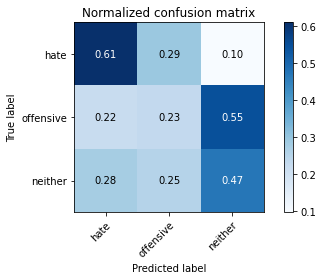 Normalized confusion matrix
True label
hate 0.61 0.29 0.10
offensive 0.22 0.23 0.55
neither 0.28 0.25 0.47
hate offensive neither
Predicted label
0.6
0.5
0.4
0.3
0.2
0.1